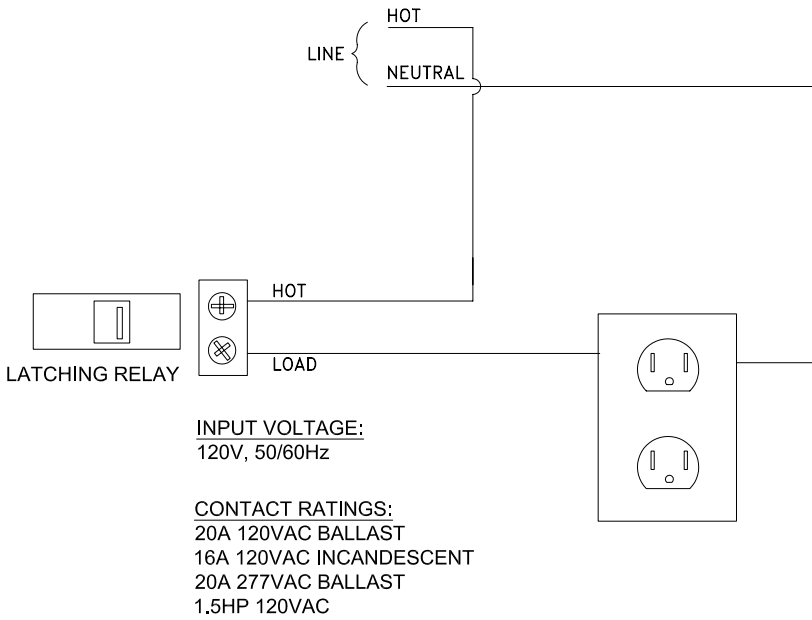 HOT
LINE
NEUTRAL
HOT
LATCHING RELAY
LOAD
INPUT VOLTAGE:
120V, 50/60Hz
CONTACT RATINGS:
20A 120VAC BALLAST
16A 120VAC INCANDESCENT
20A 277VAC BALLAST
1.5HP 120VAC